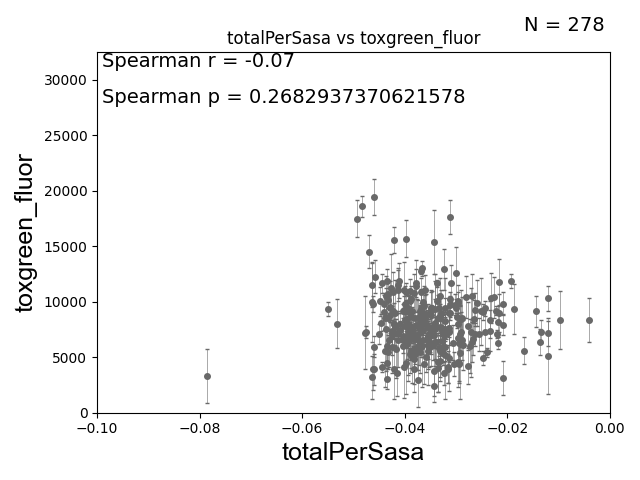 N = 278
totalPerSasa vs toxgreen_fluor
Spearman r = -0.07
Spearman p = 0.2682937370621578
toxgreen_fluor
30000
25000
20000
15000
10000
5000
0
−0.10 −0.08 −0.06 −0.04 −0.02 0.00
totalPerSasa